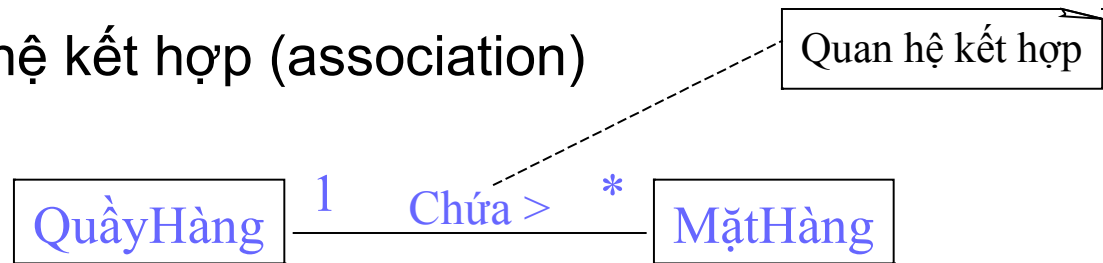 hệ kết hợp (association)
Quan hệ kết hợp
QuầyHàng 1 Chứa > * MặtHàng